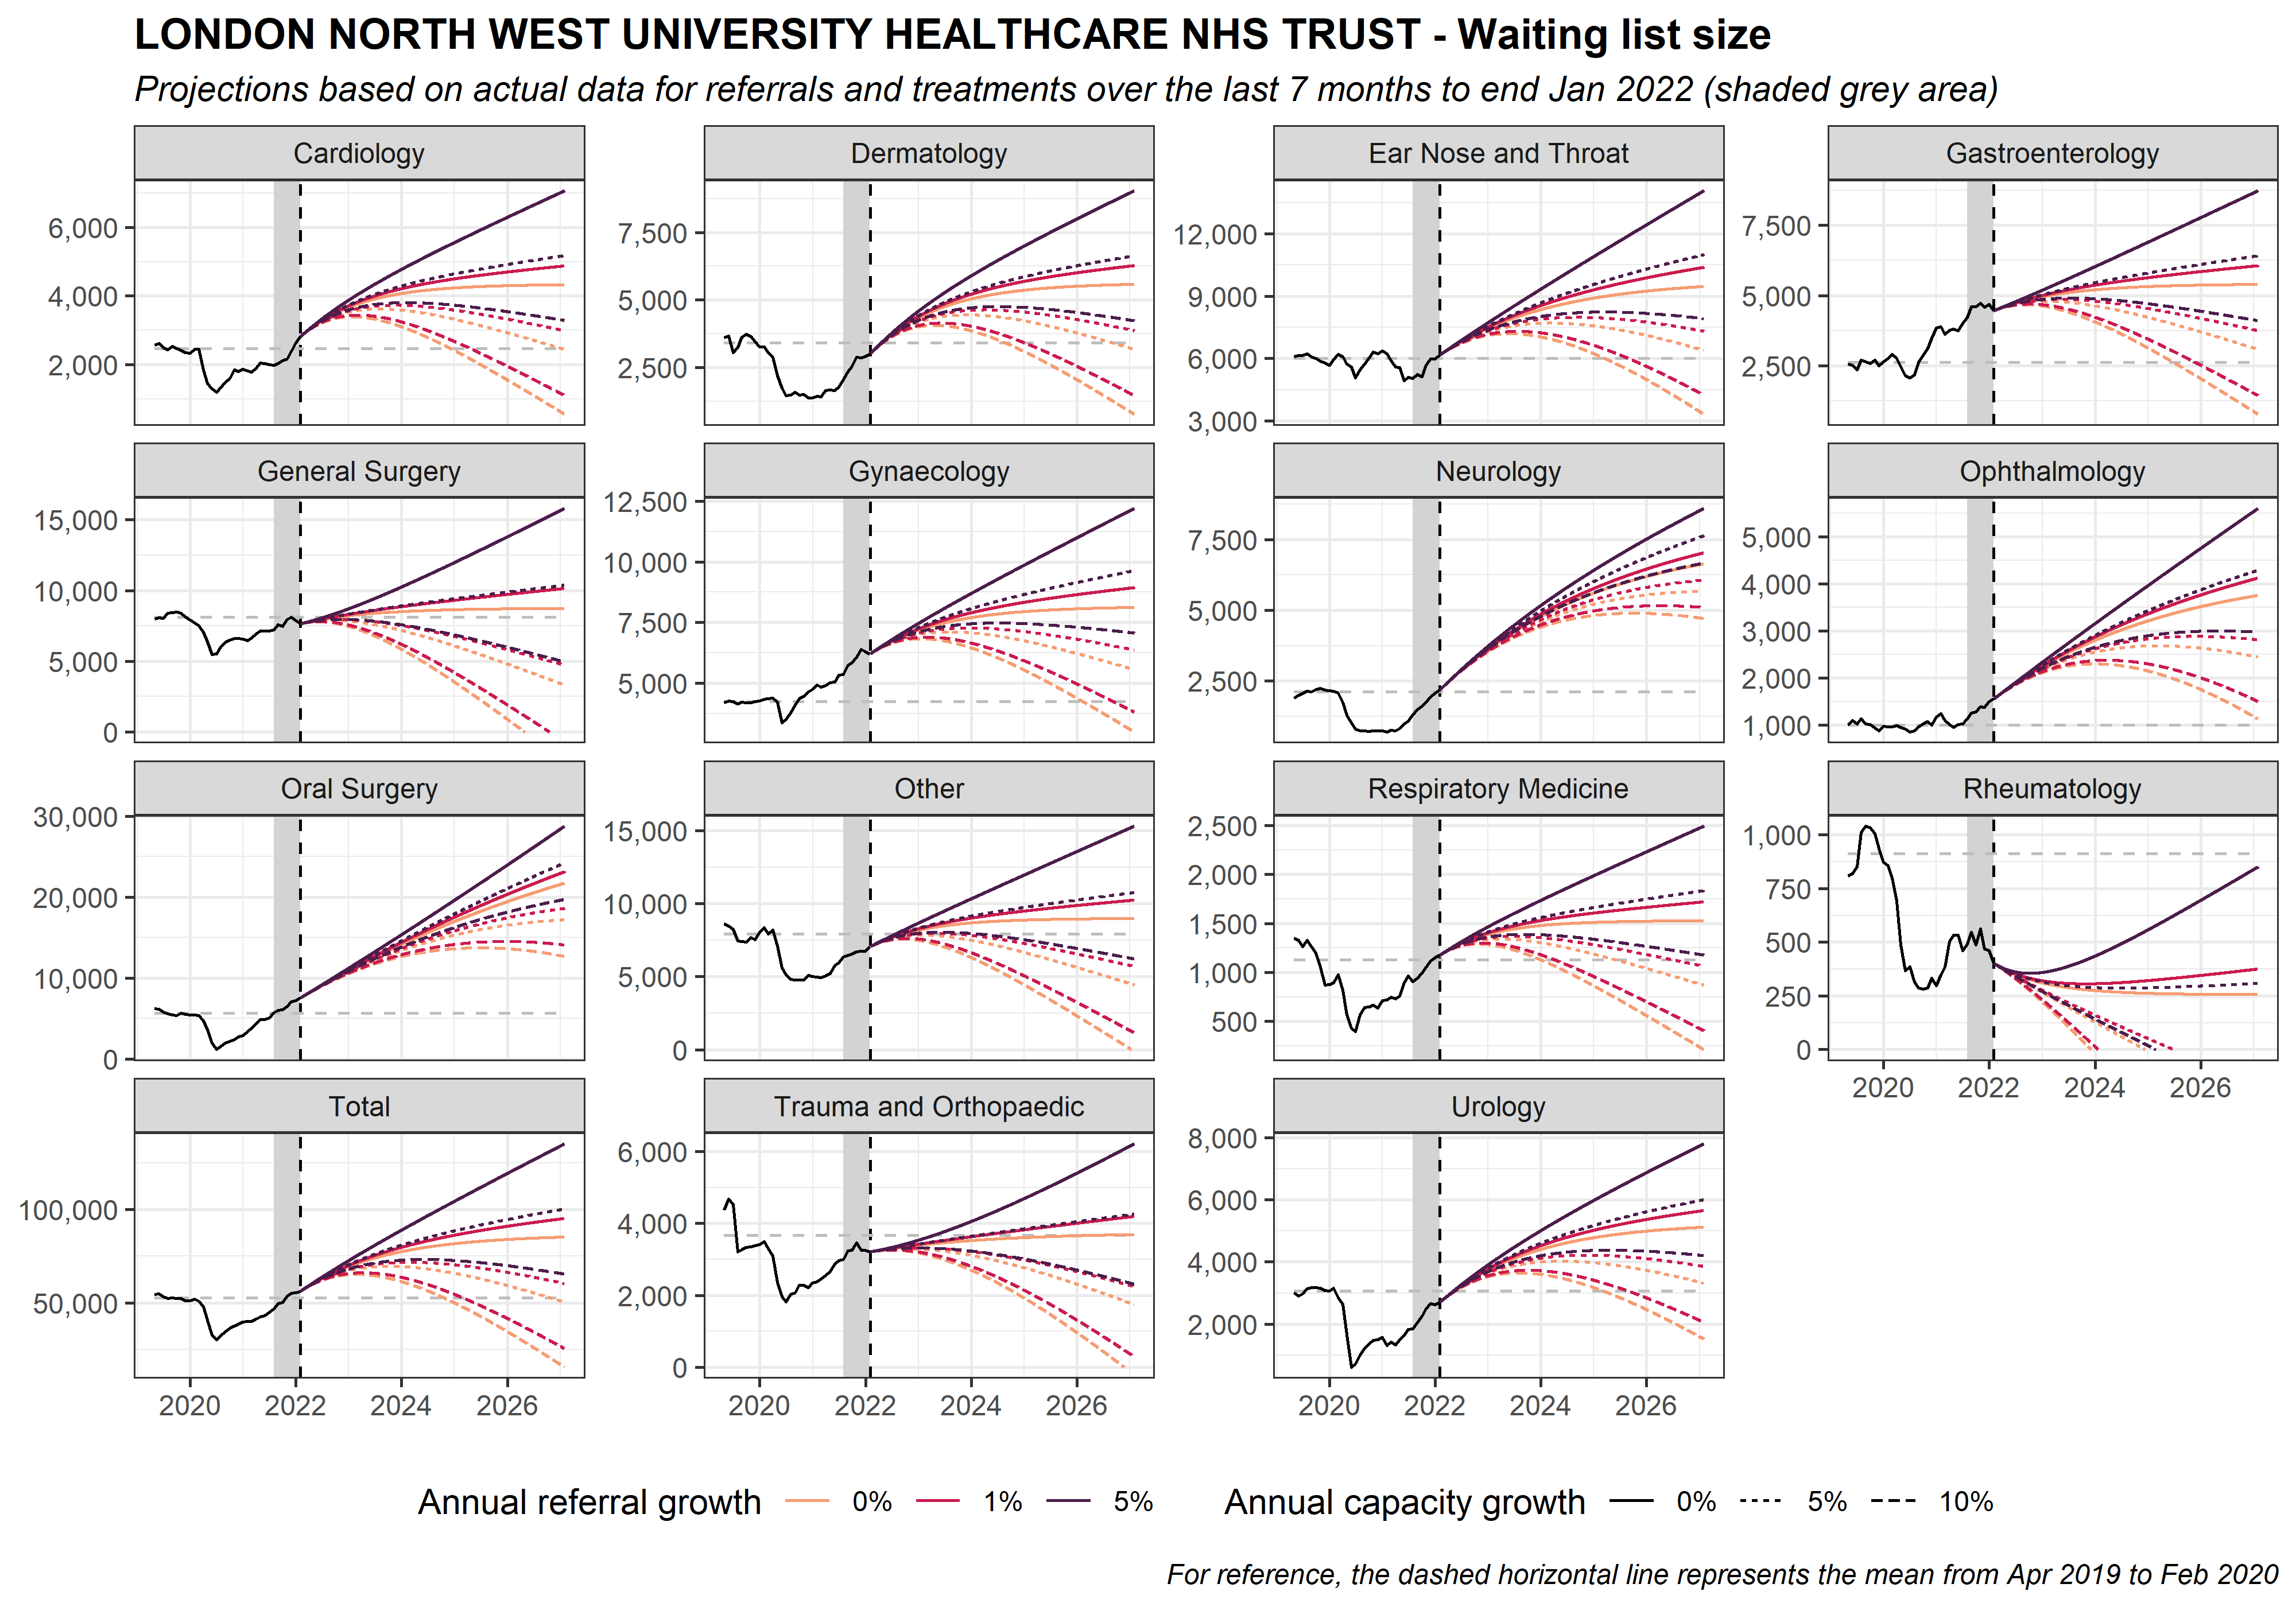 LONDON NORTH WEST UNIVERSITY HEALTHCARE NHS TRUST - Waiting list size
Projections based on actual data for referrals and treatments over the last 7 months to end Jan 2022 (shaded grey area)
Cardiology
6,000
4,000
2,000
Dermatology
7,500
5,000
2,500
Ear Nose and Throat
12,000
9,000
6,000
3,000
Gastroenterology
7,500
5,000
2,500
General Surgery
15,000
10,000
5,000
0
Gynaecology
12,500
10,000
7,500
5,000
Neurology
7,500
5,000
2,500
Ophthalmology
5,000
4,000
3,000
2,000
1,000
Oral Surgery
30,000
20,000
10,000
0
Other
15,000
10,000
5,000
0
Respiratory Medicine
2,500
2,000
1,500
1,000
500
Rheumatology
1,000
750
500
250
0
2020 2022 2024 2026
Total
100,000
50,000
2020 2022 2024 2026
Trauma and Orthopaedic
6,000
4,000
2,000
0
2020 2022 2024 2026
Urology
8,000
6,000
4,000
2,000
2020 2022 2024 2026
Annual referral growth 0% 1% 5% Annual capacity growth 0% 5% 10%
For reference, the dashed horizontal line represents the mean from Apr 2019 to Feb 2020